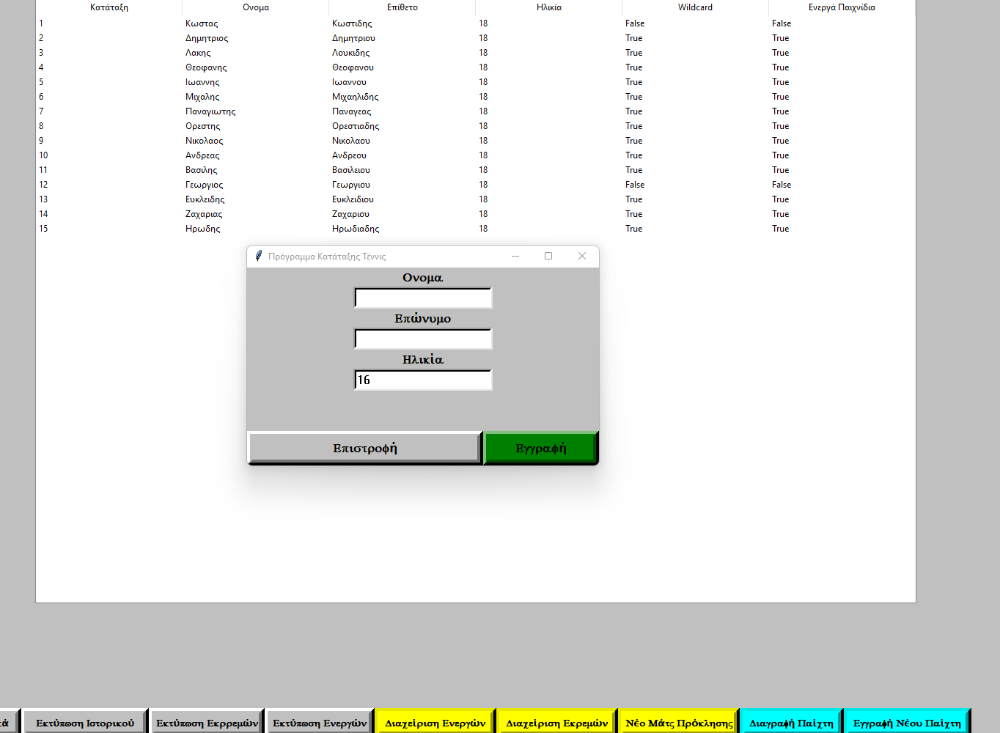 Κατάταξη Ονομα Επίθετο Ηλικία Wildcard Ενεργά Παιχνίδια
1 Κωστας Κωστιδης 18 False False
2 Δημητριος Δημητριου 18 True True
3 Λακης Λουκιδης 18 True True
4 Θεοφανης Θεοφανου 18 True True
5 Ιωαννης Ιωαννου 18 True True
6 Μιχαλης Μιχαηλιδης 18 True True
7 Παναγιωτης Παναγεας 18 True True
8 Ορεστης Ορεστιαδης 18 True True
9 Νικολαος Νικολαου 18 True True
10 Ανδρεας Ανδρεου 18 True True
11 Βασιλης Βασιλειου 18 True True
12 Γεωργιος Γεωργιου 18 False False
13 Ευκλειδης Ευκλειδιου 18 True True
14 Ζαχαριας Ζαχαριου 18 True True
15 Ηρωδης Ηρωδιαδης 18 True True
Πρόγραμμα Κατάταξης Τέννις
Ονομα
Επώνυμο
Ηλικία
16
Επιστροφή Εγγραφή
Εκτύπωση Ιστορικού Εκτύπωση Εκρρεμών Εκτύπωση Ενεργών Διαχείριση Ενεργών Διαχείριση Εκρεμών Νέο Μάτς Πρόκλησης Διαγραφή Παίχτη Εγγραφή Νέου Παίχτη